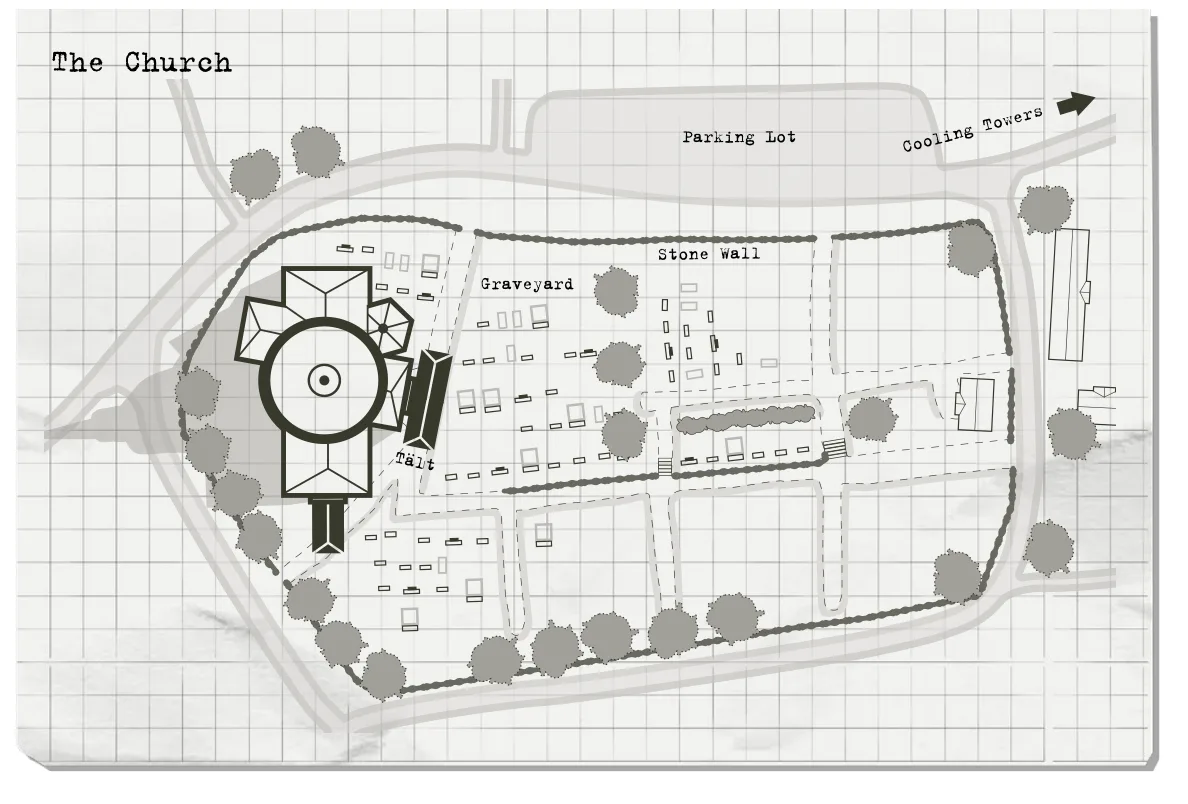 The Church
Parking Lot
Cooling Towers
Stone Wall
Graveyard
Tält